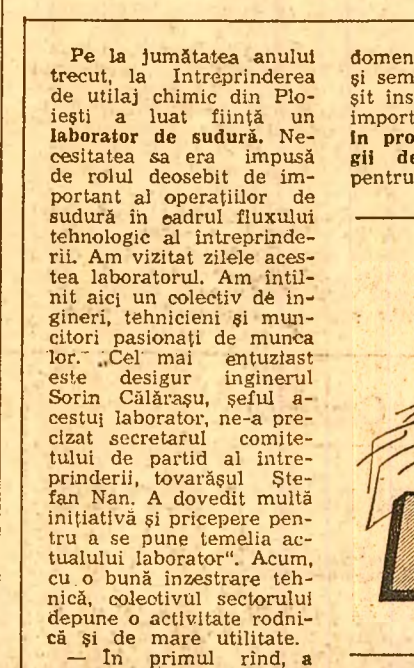 Pe la jumătatea anului
trecut, la Intreprinderea
de utilaj chimic din Plo-
iești a luat ființă un
laborator de sudură. Ne-
cesitatea sa era impusă
de rolul deosebit de im-
portant al operațiilor de
sudură în cadrul fluxului
tehnologic al întreprinde-
rii. Am vizitat zilele aces-
tea laboratorul. Am întîl-
nit aici un colectiv de in-
gineri, tehnicieni și mun-
citori pasionați de munca
lor. „Cel mai entuziast
este desigur inginerul
Sorin Călărașu, șeful a-
cestui laborator, ne-a pre-
cizat secretarul comite-
tului de partid al între-
prinderii, tovarășul Ște-
fan Nan. A dovedit multă
inițiativă și pricepere pen-
tru a se pune temelia ac-
tualului laborator“. Acum,
cu o bună înzestrare teh-
nică, colectivul sectorului
depune o activitate rodni-
că și de mare utilitate.
— În primul rînd, a
domen
și sem
șit ins
import
în pro
gii de
pentru